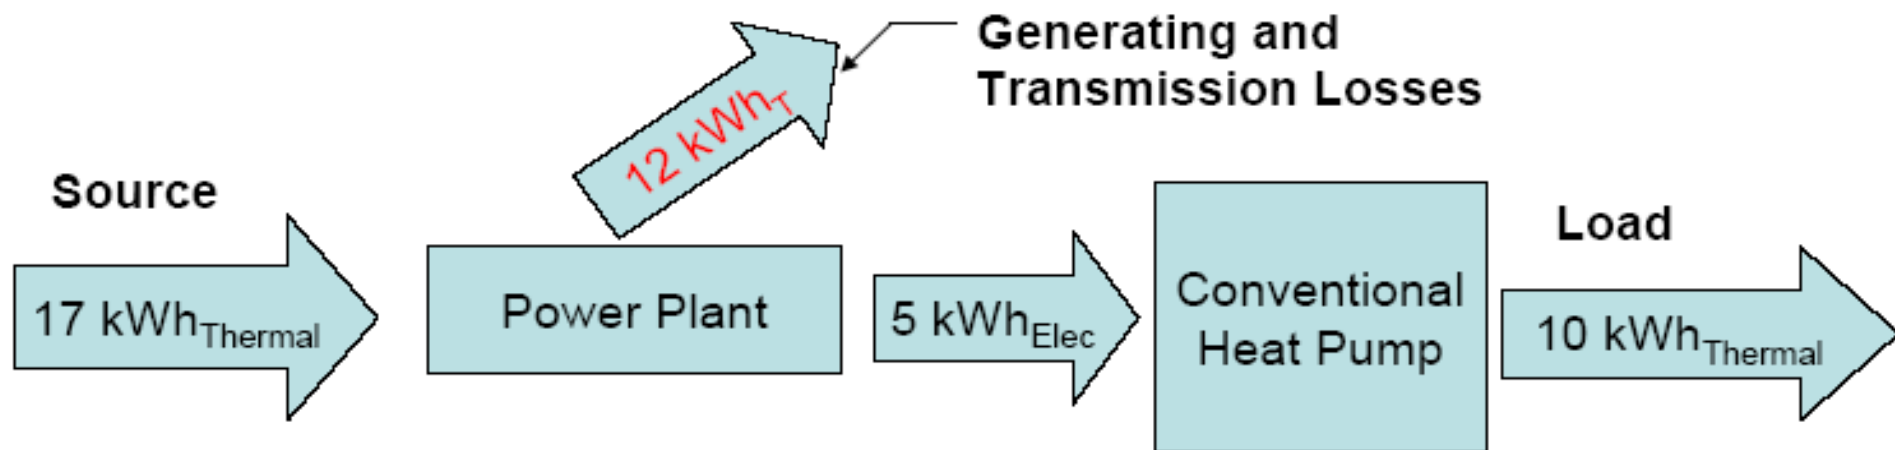 Generating and
Transmission Losses
12 kWhT
Source
Load
17 kWhThermal
Power Plant
5 kWhElec
Conventional
Heat Pump
10 kWhThermal